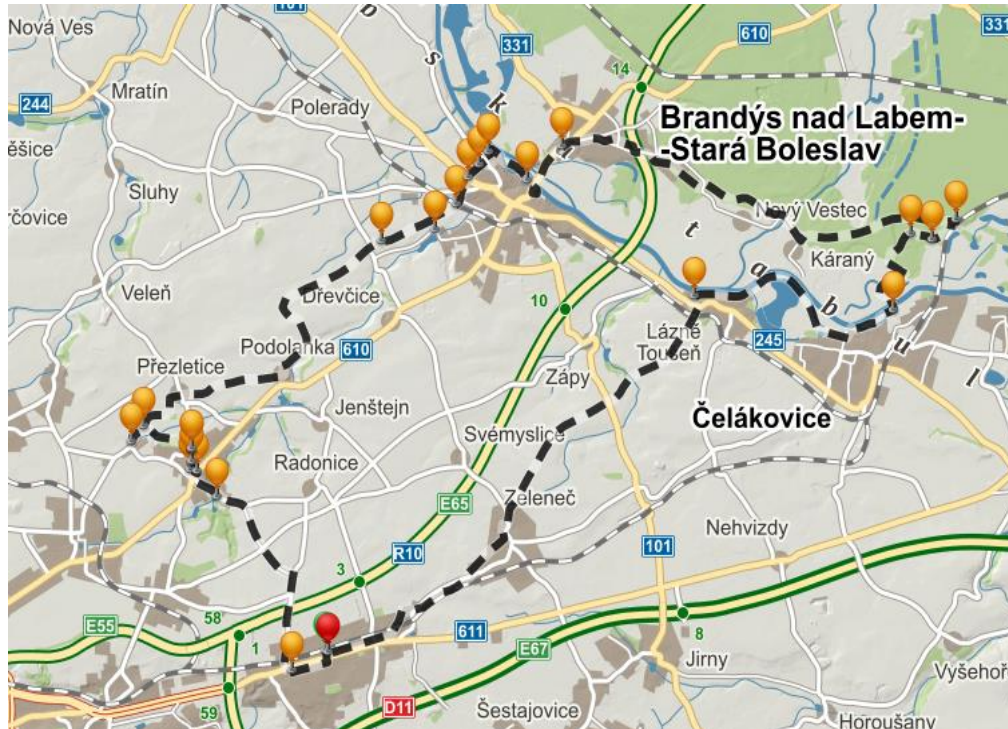 Nová Ves
331
610
331
14
Mratín
244
Polerady
s
k
Brandýs nad Labem-
-Stará Boleslav
ěšice
Sluhy
rčovice
t
Nový Vestec
a
b
Káraný
Veleň
Dřevčice
10
u
Lázně
Toušeň
245
Podolanka
610
Přezletice
Zápy
l
Jenštejn
Čelákovice
Svémyslice
Radonice
Zeleneč
E65
Nehvizdy
R10
101
3
58
E55
1
611
8
E67
Jirny
59
D11
Šestajovice
Vyšehoř
Horoušany